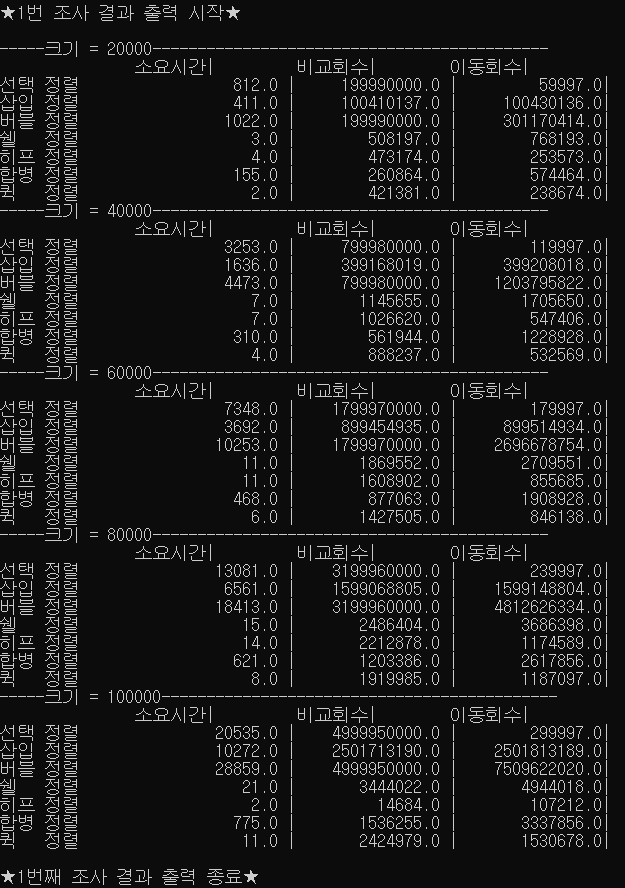 ★1번 조사 결과 출력 시작★
-----크기 = 20000--------------------------------------------
소요시간| 비교회수| 이동회수|
선택 정렬 812.0 | 199990000.0 | 59997.0|
삽입 정렬 411.0 | 100410137.0 | 100430136.0|
버블 정렬 1022.0 | 199990000.0 | 301170414.0|
쉘 정렬 3.0 | 508197.0 | 768193.0|
히프 정렬 4.0 | 473174.0 | 253573.0|
합병 정렬 155.0 | 260864.0 | 574464.0|
퀵 정렬 2.0 | 421381.0 | 238674.0|
-----크기 = 40000--------------------------------------------
소요시간| 비교회수| 이동회수|
선택 정렬 3253.0 | 799980000.0 | 119997.0|
삽입 정렬 1636.0 | 399168019.0 | 399208018.0|
버블 정렬 4473.0 | 799980000.0 | 1203795822.0|
쉘 정렬 7.0 | 1145655.0 | 1705650.0|
히프 정렬 7.0 | 1026620.0 | 547406.0|
합병 정렬 310.0 | 561944.0 | 1228928.0|
퀵 정렬 4.0 | 888237.0 | 532569.0|
-----크기 = 60000--------------------------------------------
소요시간| 비교회수| 이동회수|
선택 정렬 7348.0 | 1799970000.0 | 179997.0|
삽입 정렬 3692.0 | 899454935.0 | 899514934.0|
버블 정렬 10253.0 | 1799970000.0 | 2696678754.0|
쉘 정렬 11.0 | 1869552.0 | 2709551.0|
히프 정렬 11.0 | 1608902.0 | 855685.0|
합병 정렬 468.0 | 877063.0 | 1908928.0|
퀵 정렬 6.0 | 1427505.0 | 846138.0|
-----크기 = 80000--------------------------------------------
소요시간| 비교회수| 이동회수|
선택 정렬 13081.0 | 3199960000.0 | 239997.0|
삽입 정렬 6561.0 | 1599068805.0 | 1599148804.0|
버블 정렬 18413.0 | 3199960000.0 | 4812626334.0|
쉘 정렬 15.0 | 2486404.0 | 3686398.0|
히프 정렬 14.0 | 2212878.0 | 1174589.0|
합병 정렬 621.0 | 1203386.0 | 2617856.0|
퀵 정렬 8.0 | 1919985.0 | 1187097.0|
-----크기 = 100000--------------------------------------------
소요시간| 비교회수| 이동회수|
선택 정렬 20535.0 | 4999950000.0 | 299997.0|
삽입 정렬 10272.0 | 2501713190.0 | 2501813189.0|
버블 정렬 28859.0 | 4999950000.0 | 7509622020.0|
쉘 정렬 21.0 | 3444022.0 | 4944018.0|
히프 정렬 2.0 | 14684.0 | 107212.0|
합병 정렬 775.0 | 1536255.0 | 3337856.0|
퀵 정렬 11.0 | 2424979.0 | 1530678.0|
★1번째 조사 결과 출력 종료★